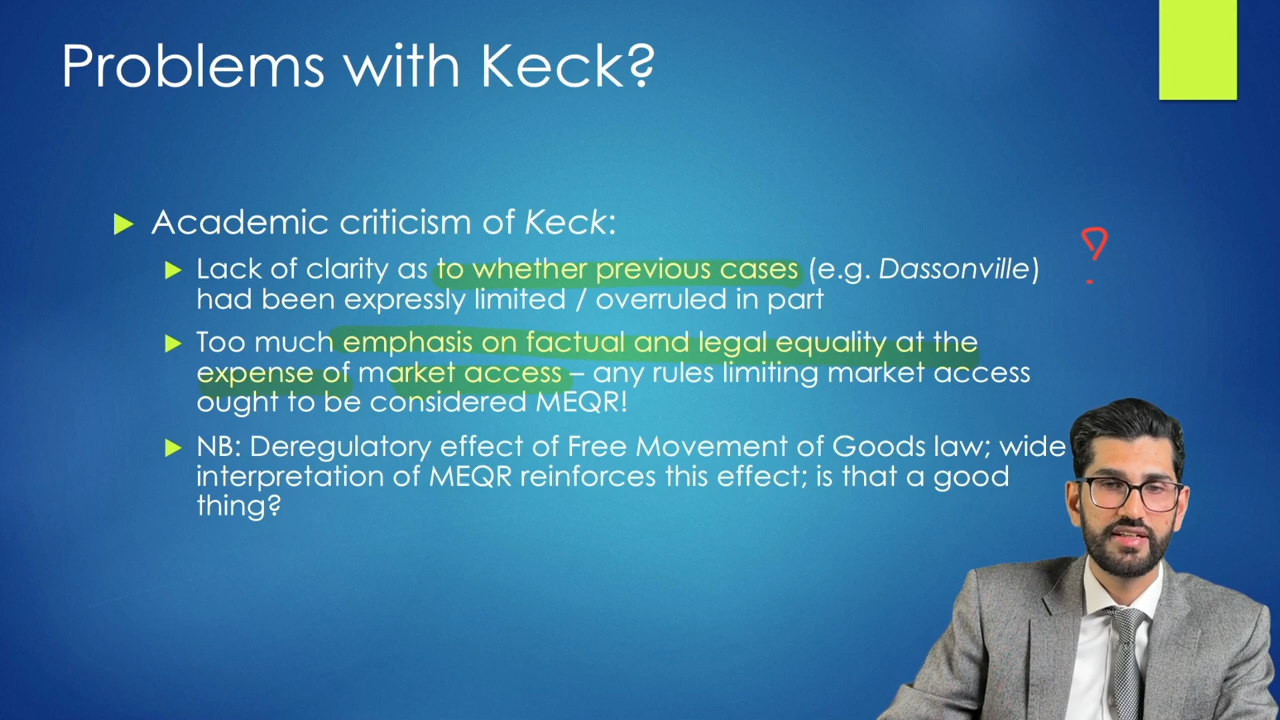 Problems with Keck?
Academic criticism of Keck:
Lack of clarity as to whether previous cases (e.g. Dassonville)
had been expressly limited / overruled in part
Too much emphasis on factual and legal equality at the
expense of market access – any rules limiting market access
ought to be considered MEQR!
NB: Deregulatory effect of Free Movement of Goods law; wide
interpretation of MEQR reinforces this effect; is that a good
thing?
?